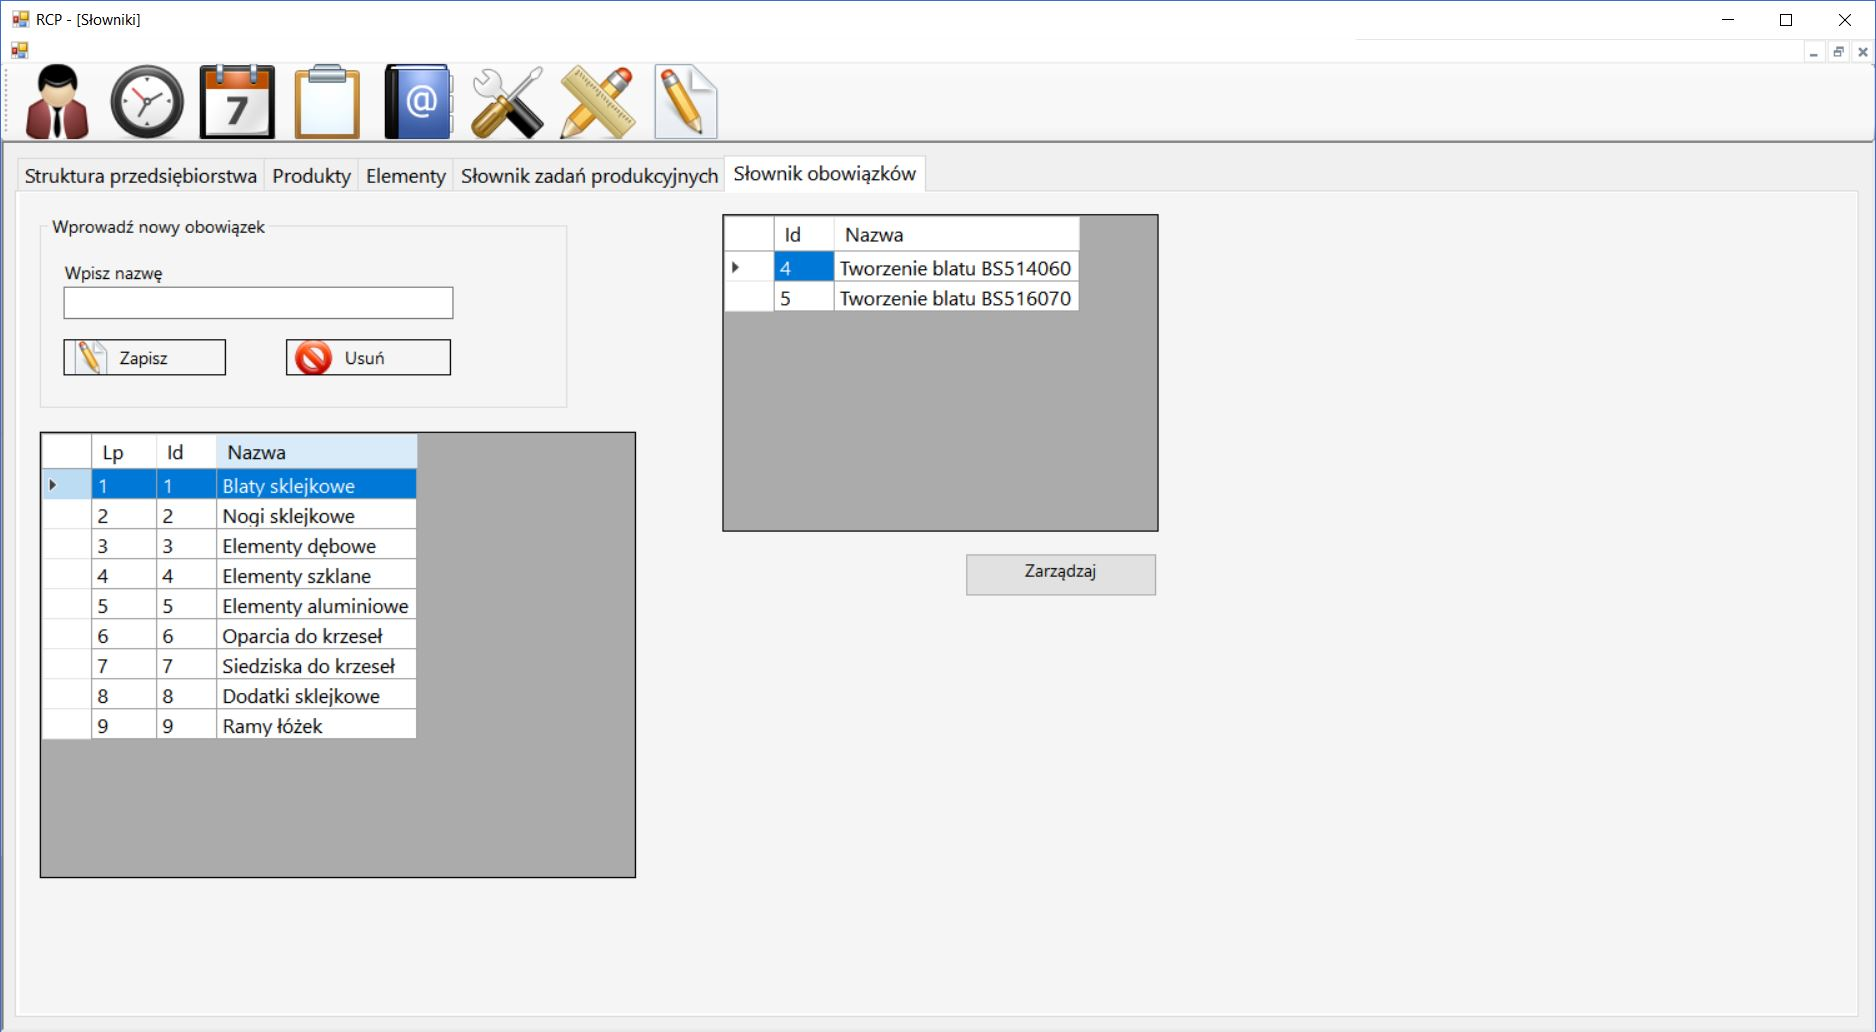 RCP - [Słowniki]
7
@
Struktura przedsiębiorstwa Produkty Elementy Słownik zadań produkcyjnych Słownik obowiązków
Wprowadź nowy obowiązek
Wpisz nazwę
Zapisz Usuń
Lp Id Nazwa
1 1 Blaty sklejkowe
2 2 Nogi sklejkowe
3 3 Elementy dębowe
4 4 Elementy szklane
5 5 Elementy aluminiowe
6 6 Oparcia do krzeseł
7 7 Siedziska do krzeseł
8 8 Dodatki sklejkowe
9 9 Ramy łóżek
Id Nazwa
4 Tworzenie blatu BS514060
5 Tworzenie blatu BS516070
Zarządzaj